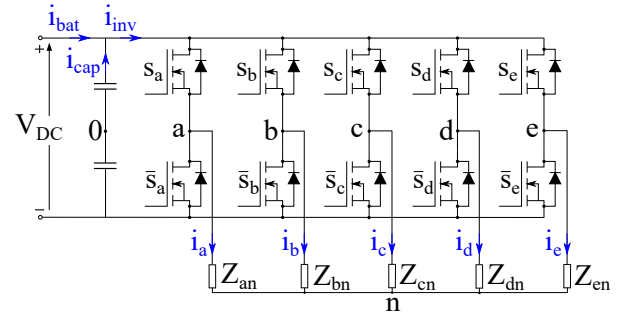 i_bat i_inv
+
i_cap s_a s_b s_c s_d s_e
V_DC 0 a b c d e
s̅_a s̅_b s̅_c s̅_d s̅_e
−
i_a i_b i_c i_d i_e
Z_an Z_bn Z_cn Z_dn Z_en
n